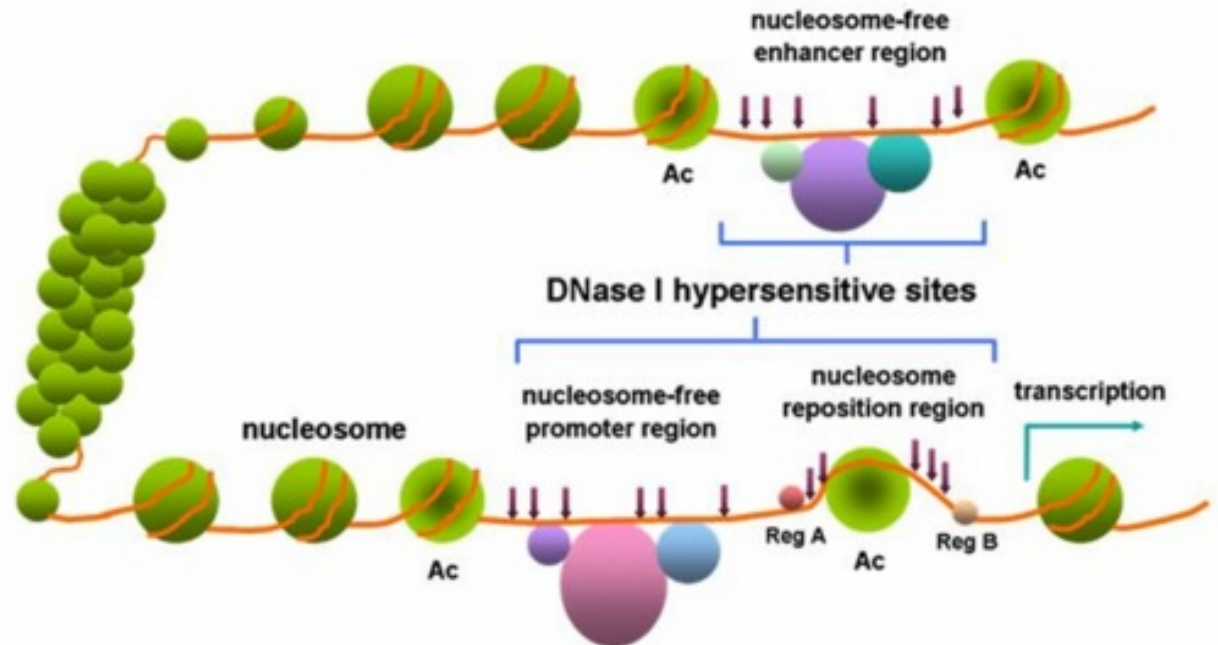 nucleosome-free
enhancer region
Ac
Ac
DNase I hypersensitive sites
nucleosome-free
promoter region
nucleosome
reposition region
transcription
nucleosome
Ac
Reg A
Ac
Reg B